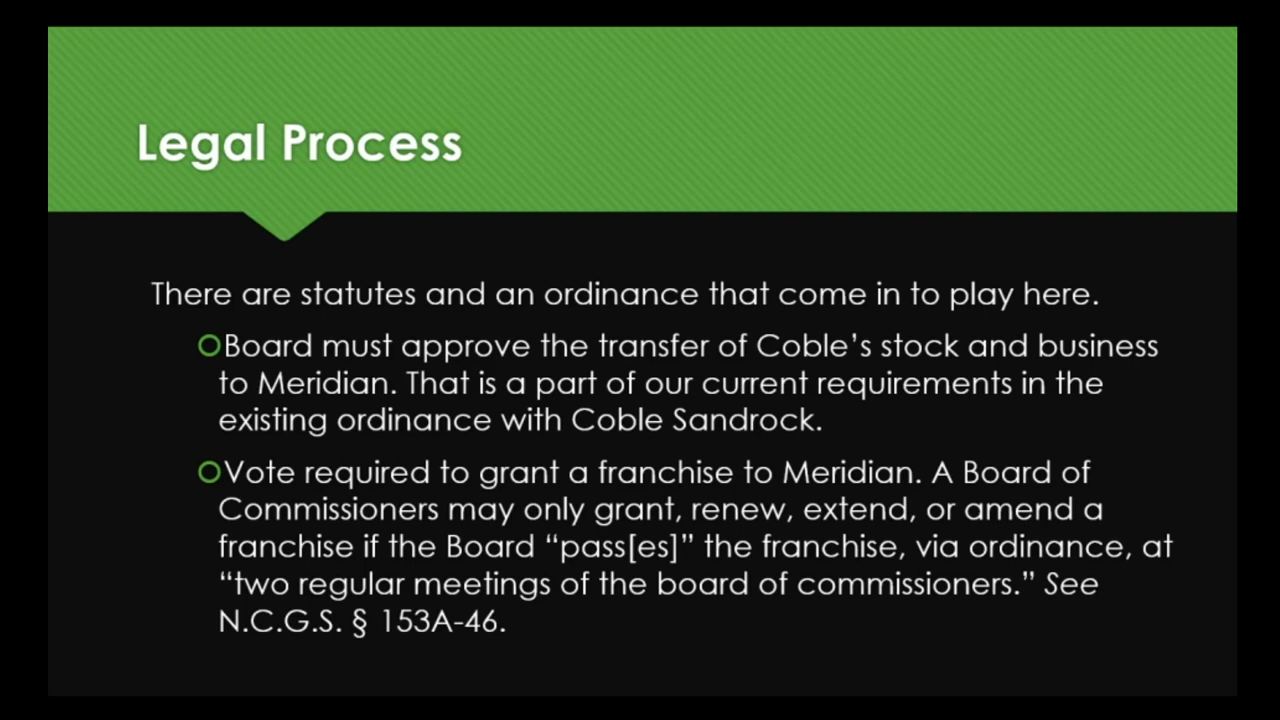 Legal Process
There are statutes and an ordinance that come in to play here.
Board must approve the transfer of Coble’s stock and business
to Meridian. That is a part of our current requirements in the
existing ordinance with Coble Sandrock.
Vote required to grant a franchise to Meridian. A Board of
Commissioners may only grant, renew, extend, or amend a
franchise if the Board “pass[es]” the franchise, via ordinance, at
“two regular meetings of the board of commissioners.” See
N.C.G.S. § 153A-46.